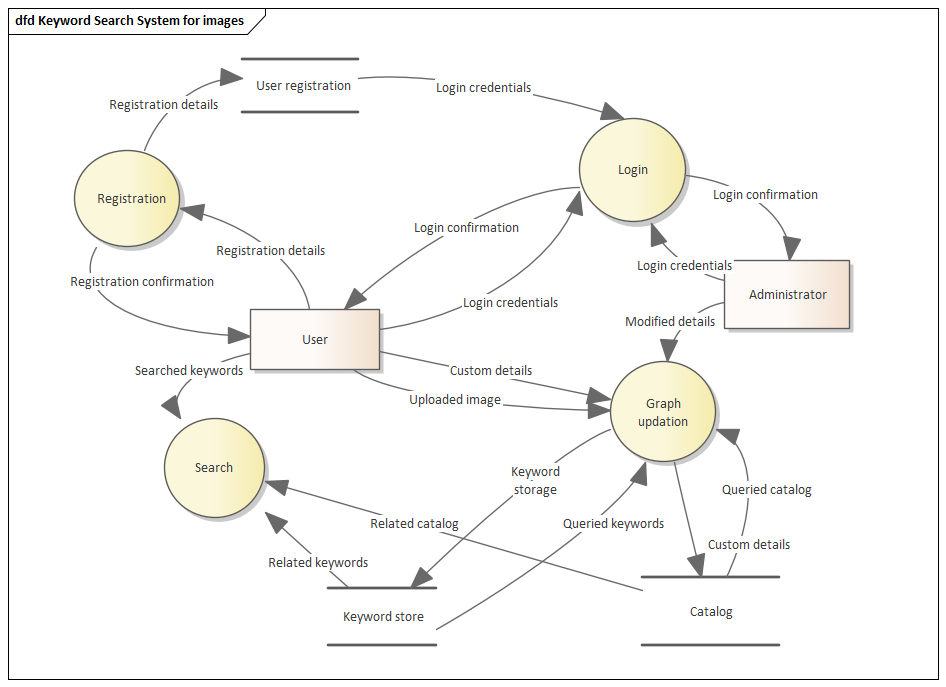 dfd Keyword Search System for images
User registration
Login credentials
Registration details
Login
Login confirmation
Registration
Login confirmation
Registration details
Login credentials
Registration confirmation
Administrator
Login credentials
Modified details
User
Searched keywords
Custom details
Uploaded image
Graph
updation
Search
Keyword
storage
Queried catalog
Related catalog
Queried keywords
Custom details
Related keywords
Keyword store
Catalog